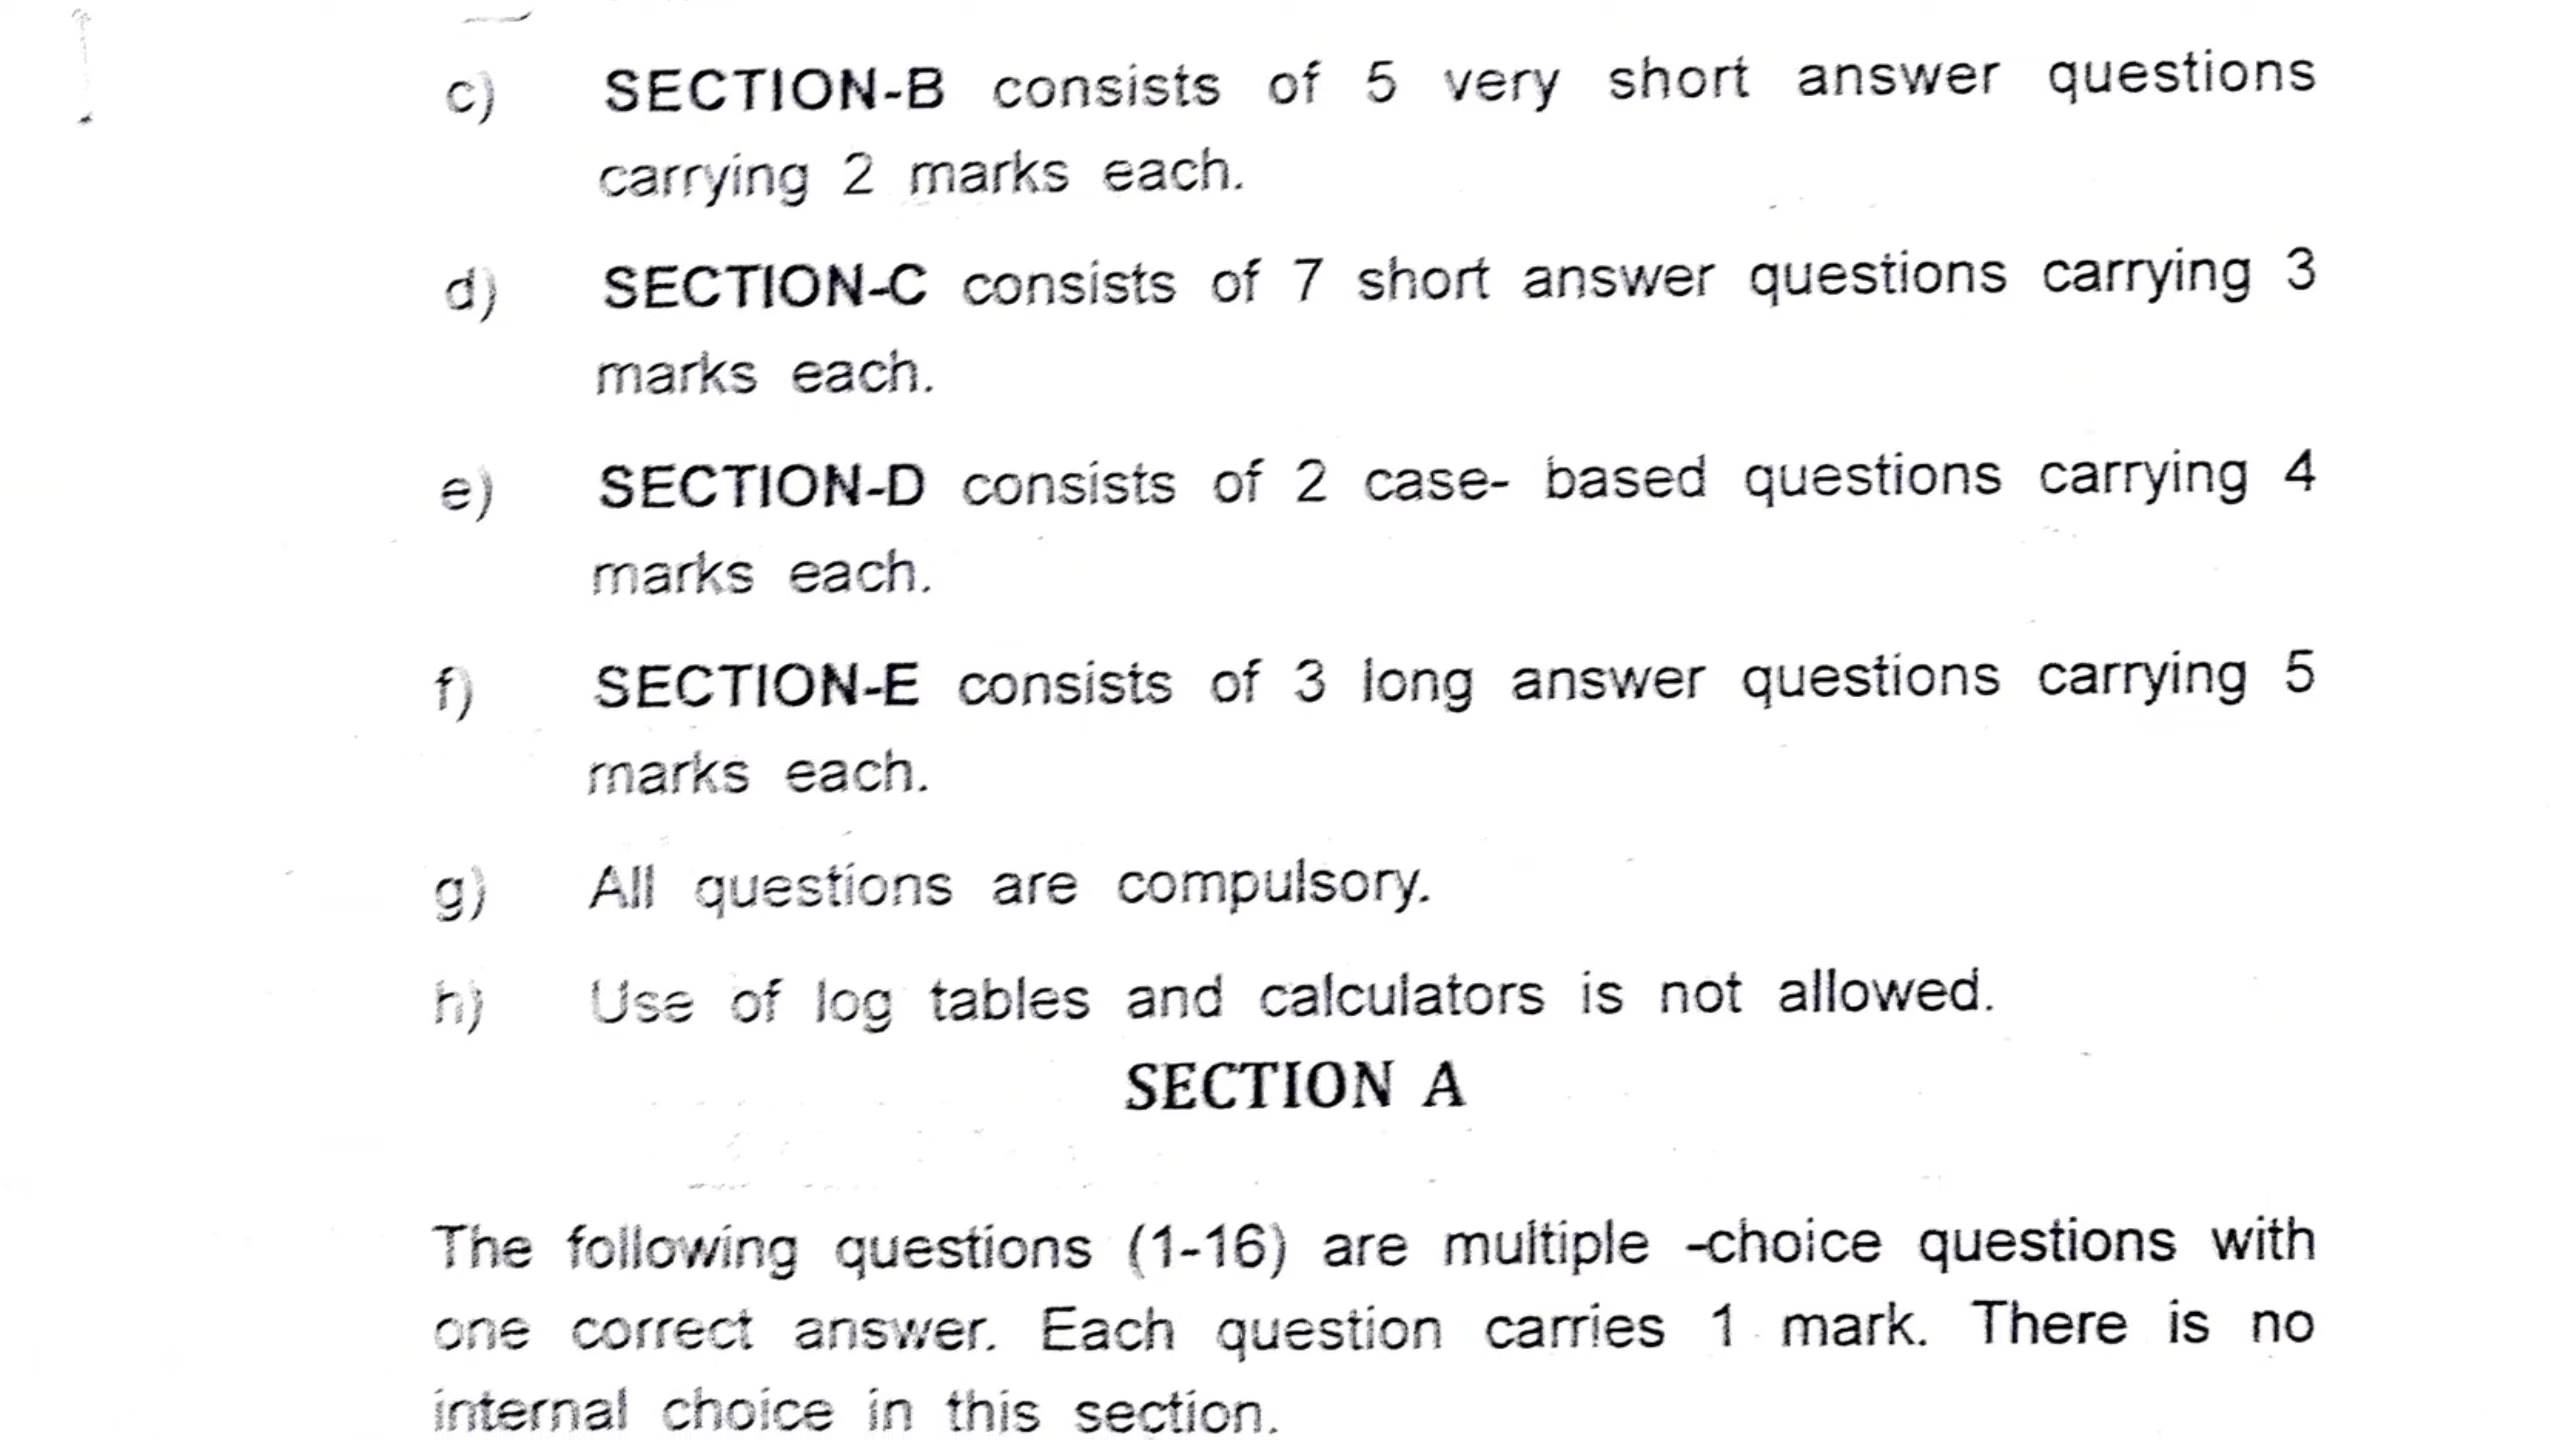 c) SECTION-B consists of 5 very short answer questions
carrying 2 marks each.
d) SECTION-C consists of 7 short answer questions carrying 3
marks each.
e) SECTION-D consists of 2 case- based questions carrying 4
marks each.
f) SECTION-E consists of 3 long answer questions carrying 5
marks each.
g) All questions are compulsory.
h) Use of log tables and calculators is not allowed.
SECTION A
The following questions (1-16) are multiple -choice questions with
one correct answer. Each question carries 1 mark. There is no
internal choice in this section.